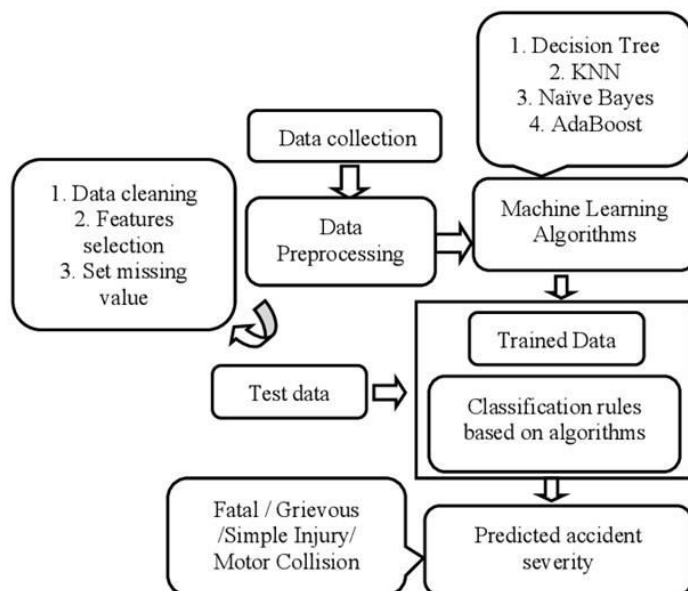 1. Decision Tree
2. KNN
3. Naïve Bayes
4. AdaBoost
Data collection
1. Data cleaning
2. Features
selection
3. Set missing
value
Data
Preprocessing
Machine Learning
Algorithms
Trained Data
Test data
Classification rules
based on algorithms
Fatal / Grievous
/Simple Injury/
Motor Collision
Predicted accident
severity